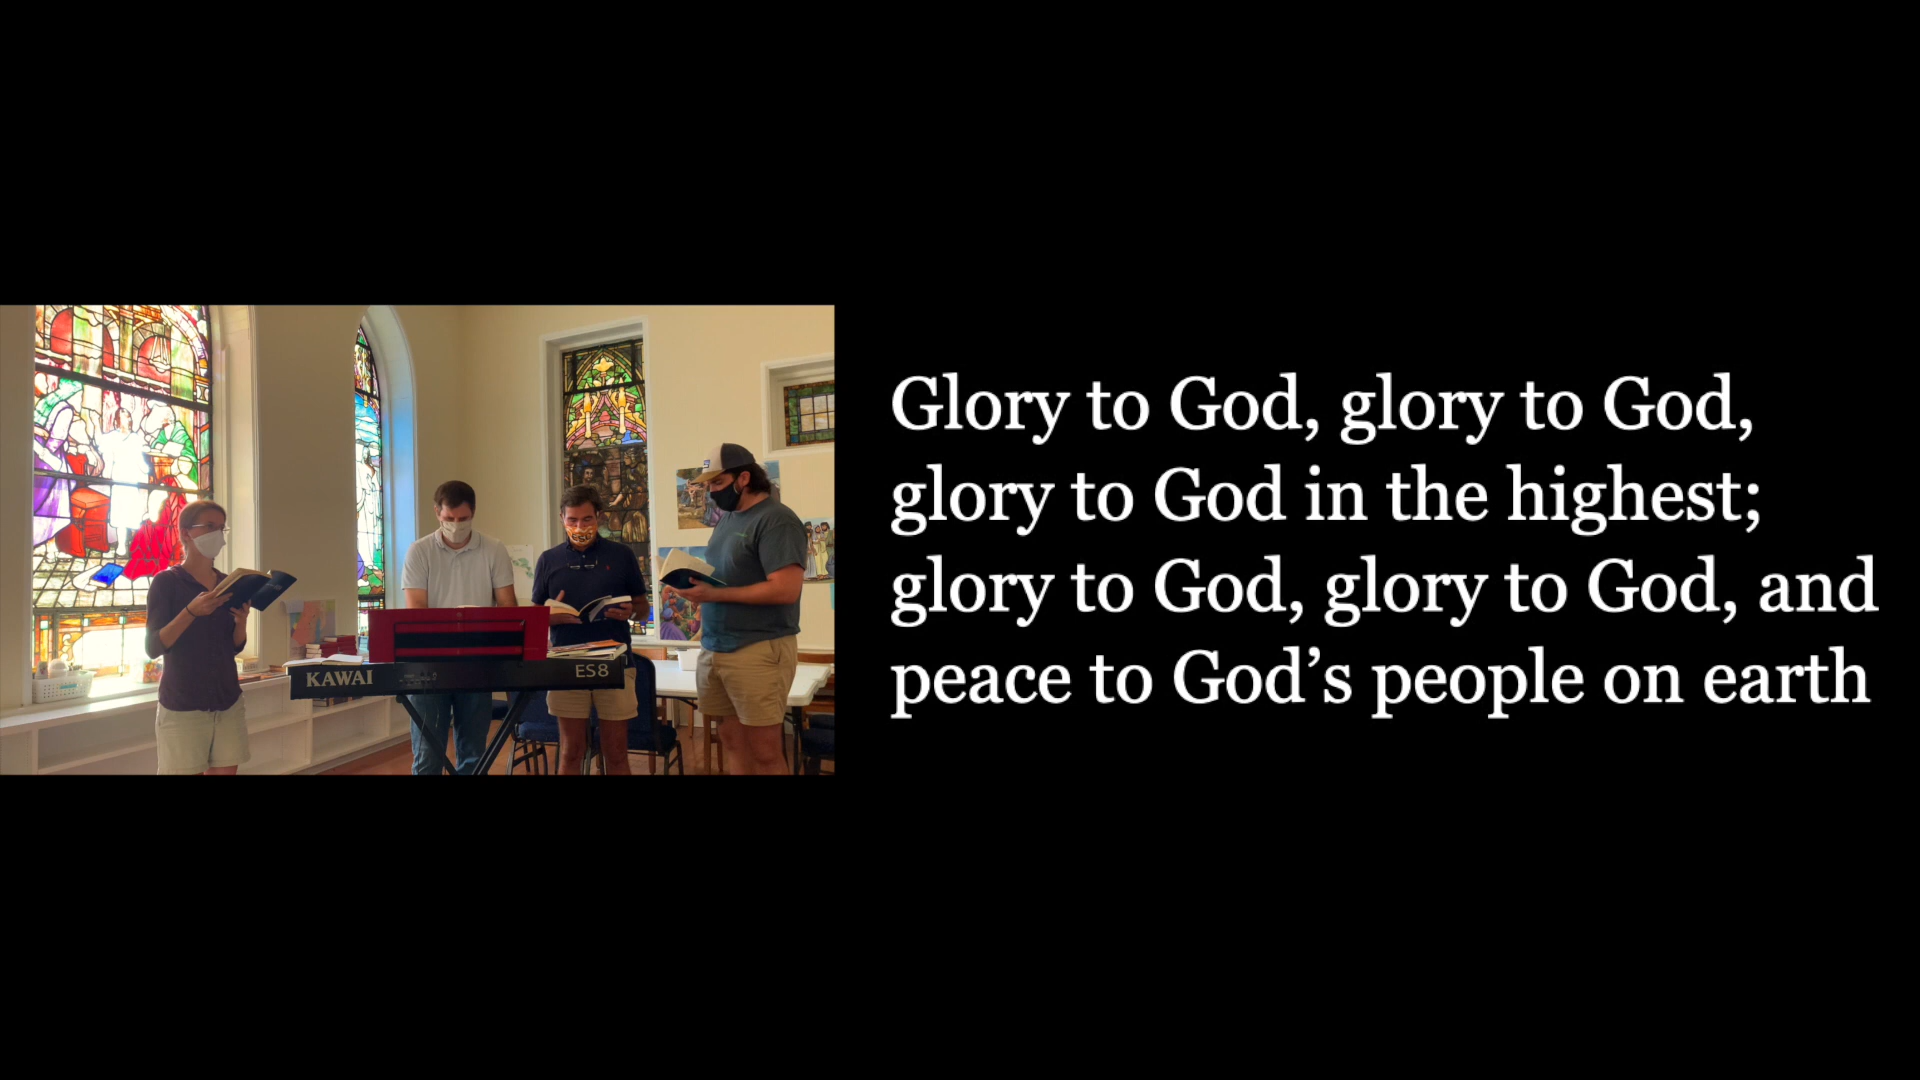 Glory to God, glory to God,
glory to God in the highest;
glory to God, glory to God, and
peace to God’s people on earth
KAWAI
ES8